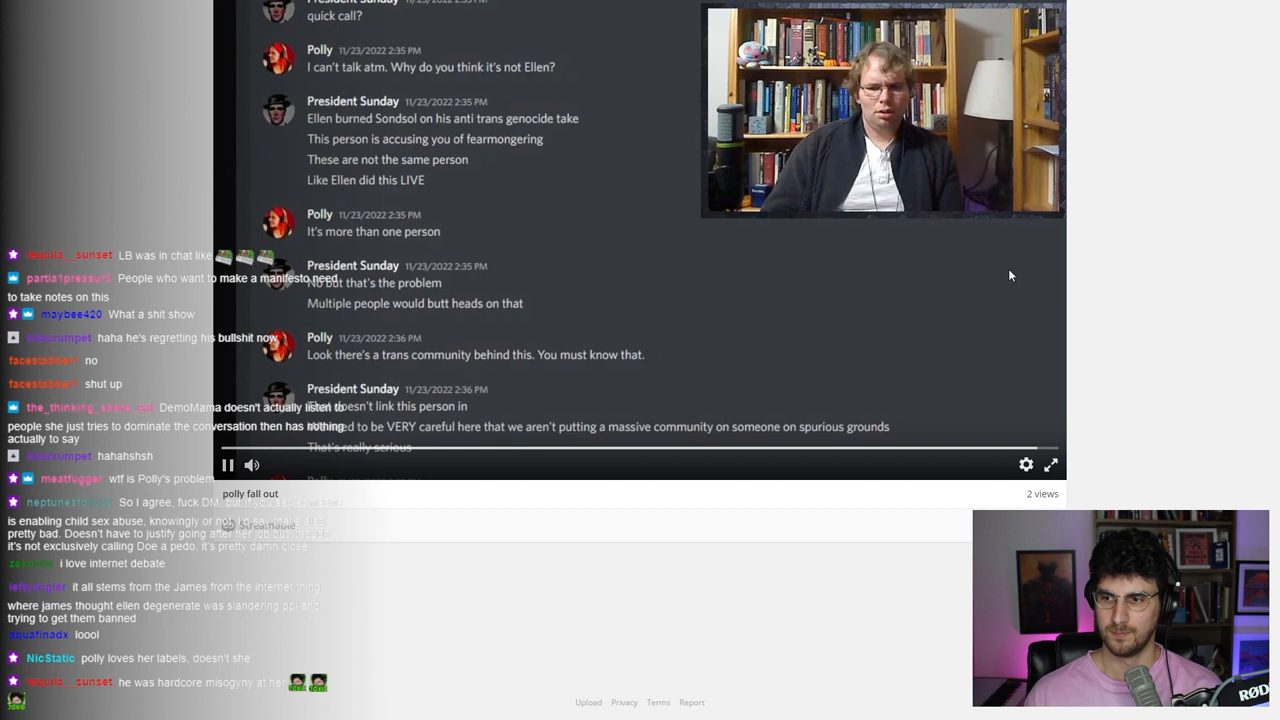 President Sunday 11/23/2022 2:35 PM
quick call?
Polly 11/23/2022 2:35 PM
I can't talk atm. Why do you think it's not Ellen?
President Sunday 11/23/2022 2:35 PM
Ellen burned Sondsol on his anti trans genocide take
This person is accusing you of fearmongering
These are not the same person
Like Ellen did this LIVE
Polly 11/23/2022 2:35 PM
It's more than one person
President Sunday 11/23/2022 2:35 PM
No but that's the problem
Multiple people would butt heads on that
Polly 11/23/2022 2:36 PM
Look there's a trans community behind this. You must know that.
President Sunday 11/23/2022 2:36 PM
That doesn't link this person in
We need to be VERY careful here that we aren't putting a massive community on someone on spurious grounds
That's really serious
tequila__sunset LB was in chat like
partia1pressur3 People who want to make a manifesto need
to take notes on this
maybee420 What a shit show
haha he's regretting his bullshit now
facestabber1 no
facestabber1 shut up
DemoMama doesn't actually listen to
people she just tries to dominate the conversation then has nothing
actually to say
hahahshsh
meatfugger wtf is Polly's problem
So I agree, fuck DM, but if you
is enabling child sex abuse, knowingly or not, I'd say that's a
pretty bad. Doesn't have to justify going after her job but
it's not exclusively calling Doe a pedo, it's pretty damn close
i love internet debate
it all stems from the James from the internet thing
where james thought ellen degenerate was slandering ppl and
trying to get them banned
aquafinadx loool
NicStatic polly loves her labels, doesn't she
tequila__sunset he was hardcore misogyny at her
polly fall out
2 views
Streamable
Upload Privacy Terms Report
RØDE